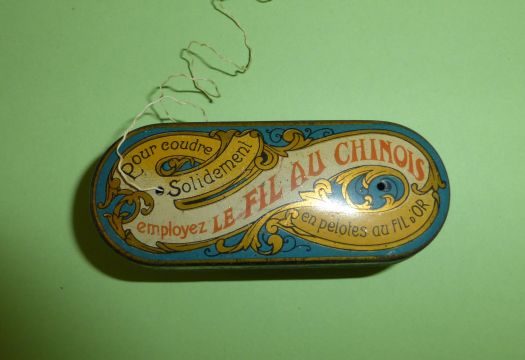 Pour coudre
Solidement
employez LE FIL AU CHINOIS
en pelotes au FIL D'OR